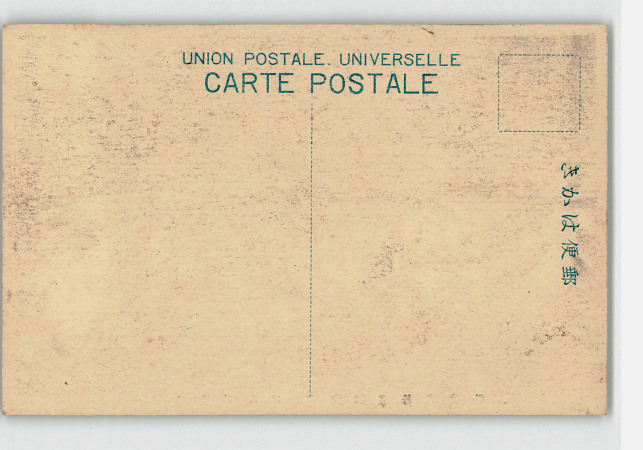 UNION POSTALE. UNIVERSELLE
CARTE POSTALE
きかは便郵